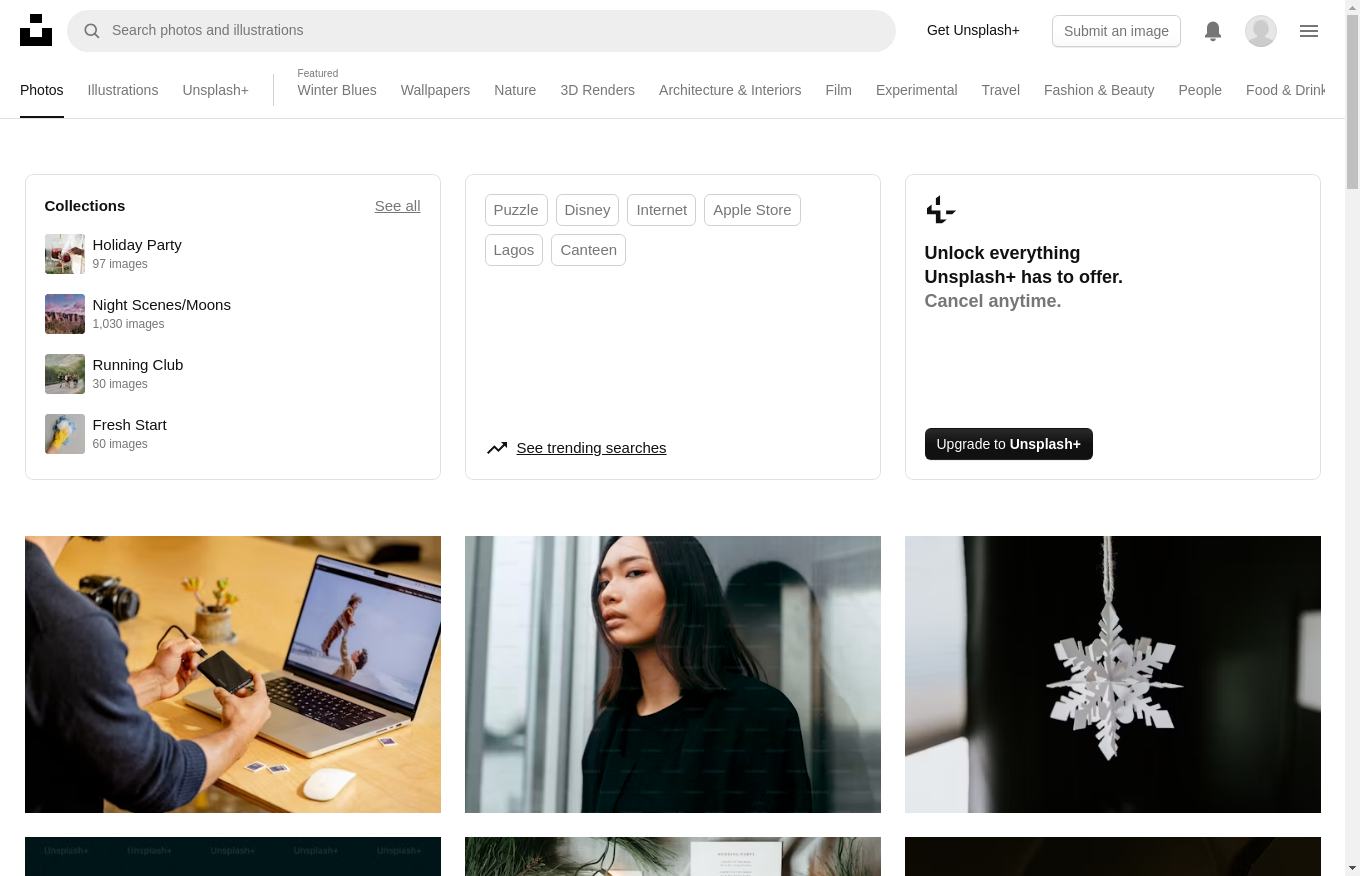 Search photos and illustrations
Get Unsplash+
Submit an image
Photos
Illustrations
Unsplash+
Featured
Winter Blues
Wallpapers
Nature
3D Renders
Architecture & Interiors
Film
Experimental
Travel
Fashion & Beauty
People
Food & Drink
Collections
See all
Holiday Party
97 images
Night Scenes/Moons
1,030 images
Running Club
30 images
Fresh Start
60 images
Puzzle
Disney
Internet
Apple Store
Lagos
Canteen
See trending searches
Unlock everything
Unsplash+ has to offer.
Cancel anytime.
Upgrade to Unsplash+
Unsplash+ Unsplash+ Unsplash+ Unsplash+ Unsplash+